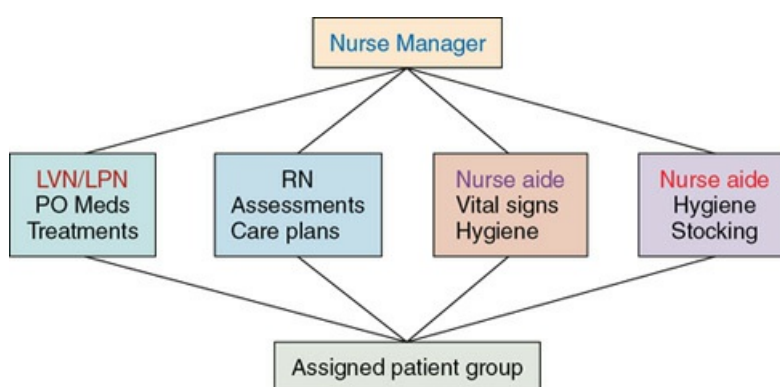 Nurse Manager
LVN/LPN
PO Meds
Treatments
RN
Assessments
Care plans
Nurse aide
Vital signs
Hygiene
Nurse aide
Hygiene
Stocking
Assigned patient group